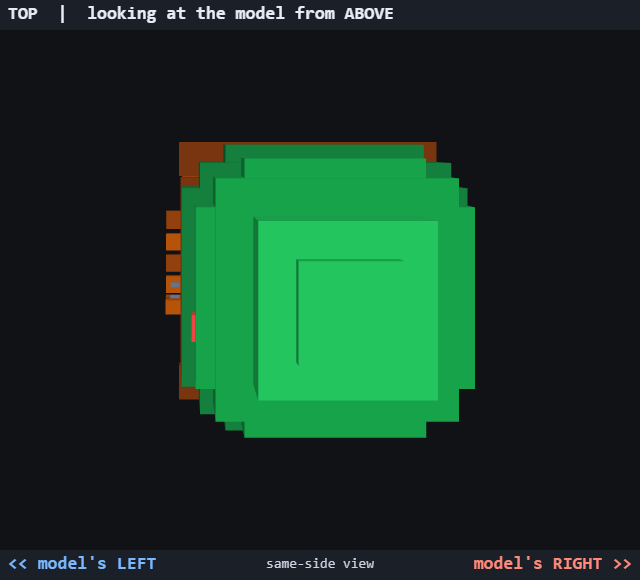 TOP | looking at the model from ABOVE
<< model's LEFT same-side view model's RIGHT >>